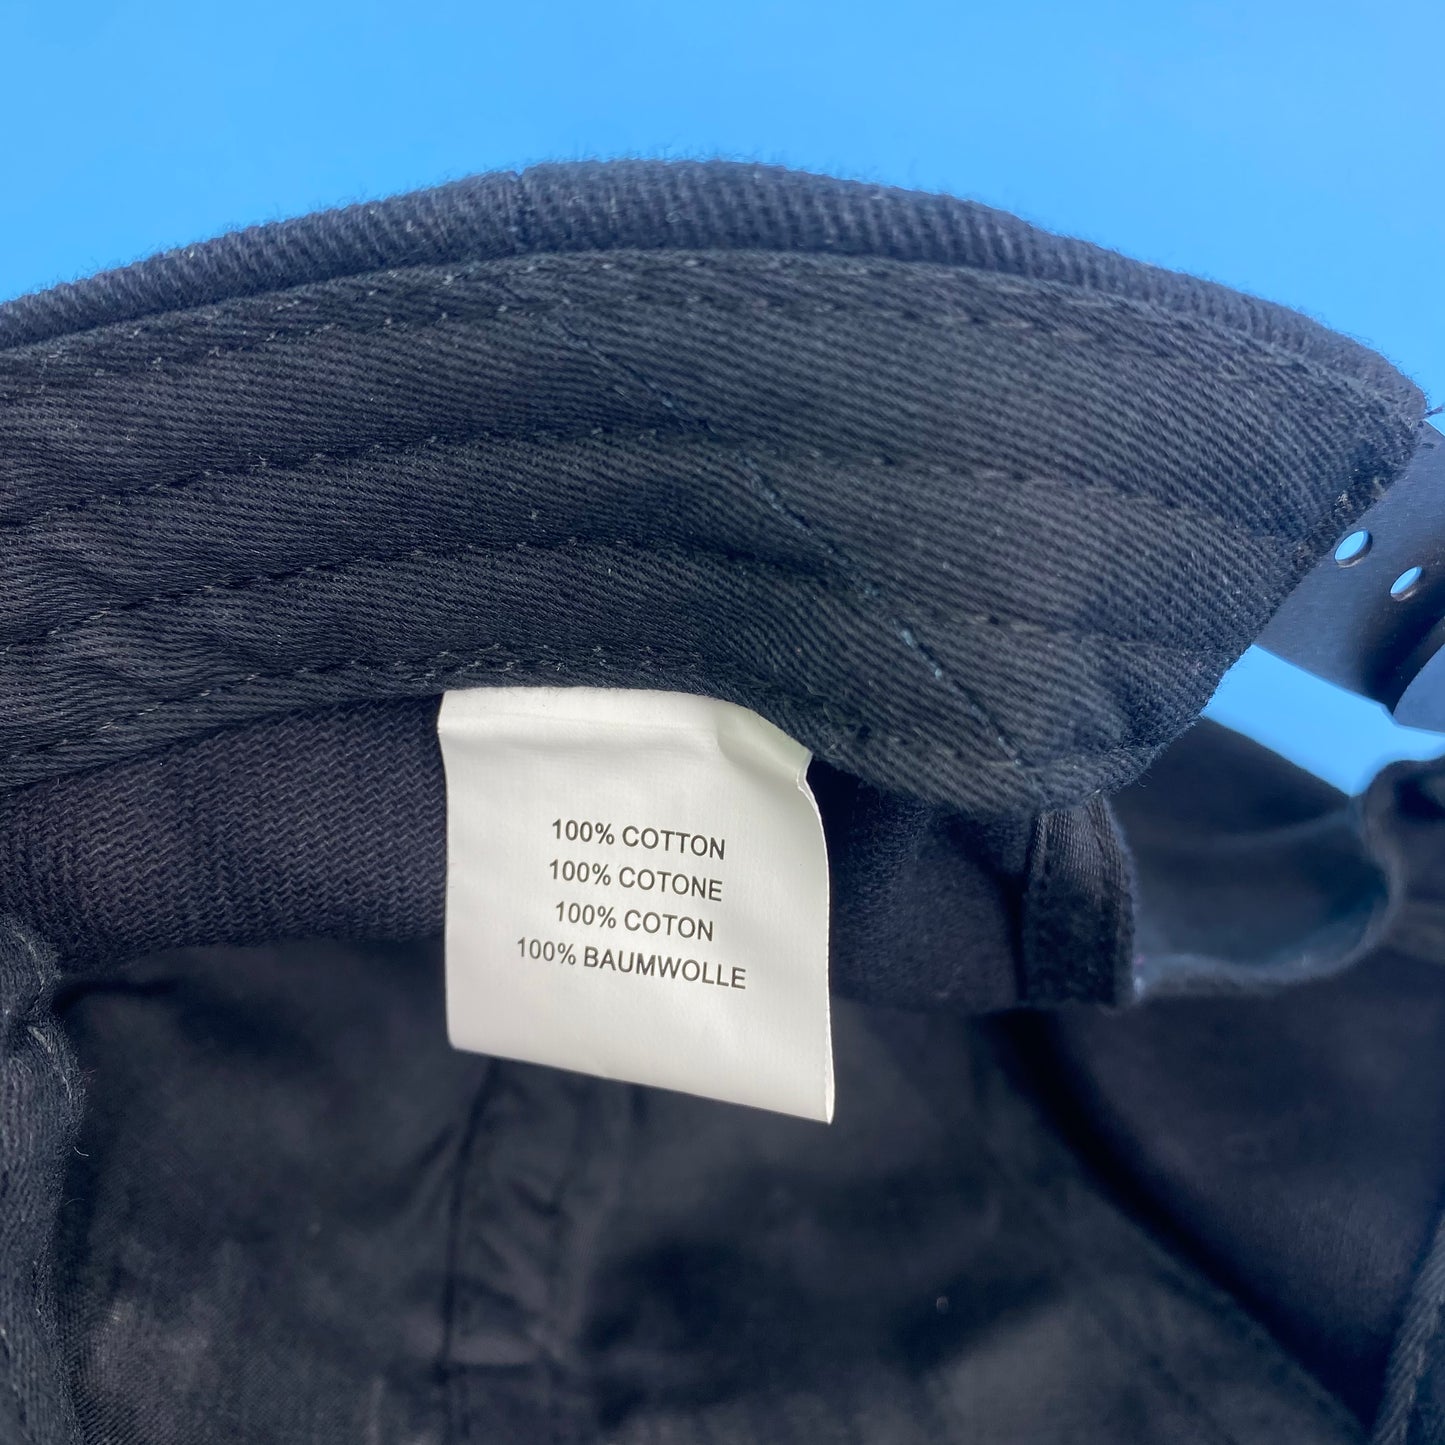 100% COTTON
100% COTONE
100% COTON
100% BAUMWOLLE